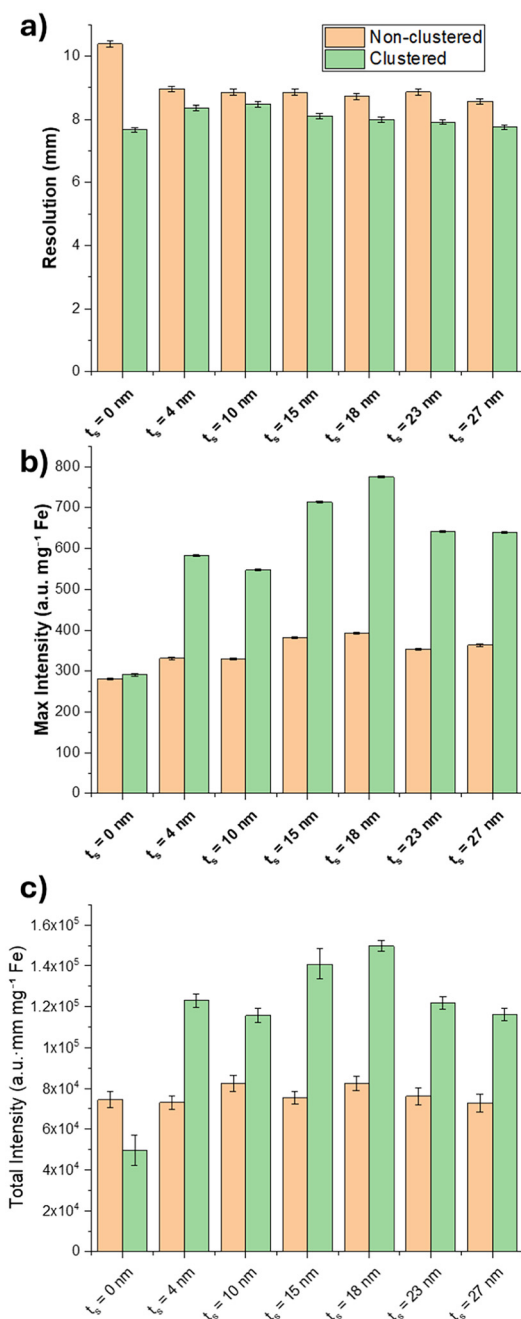 a)
Non-clustered
Clustered
Resolution (mm)
10
8
6
4
2
0
t_s = 0 nm
t_s = 4 nm
t_s = 10 nm
t_s = 15 nm
t_s = 18 nm
t_s = 23 nm
t_s = 27 nm
b)
Max Intensity (a.u. mg⁻¹ Fe)
800
700
600
500
400
300
200
100
0
t_s = 0 nm
t_s = 4 nm
t_s = 10 nm
t_s = 15 nm
t_s = 18 nm
t_s = 23 nm
t_s = 27 nm
c)
Total Intensity (a.u.·mm mg⁻¹ Fe)
1.6x10⁵
1.4x10⁵
1.2x10⁵
1x10⁵
8x10⁴
6x10⁴
4x10⁴
2x10⁴
0
t_s = 0 nm
t_s = 4 nm
t_s = 10 nm
t_s = 15 nm
t_s = 18 nm
t_s = 23 nm
t_s = 27 nm